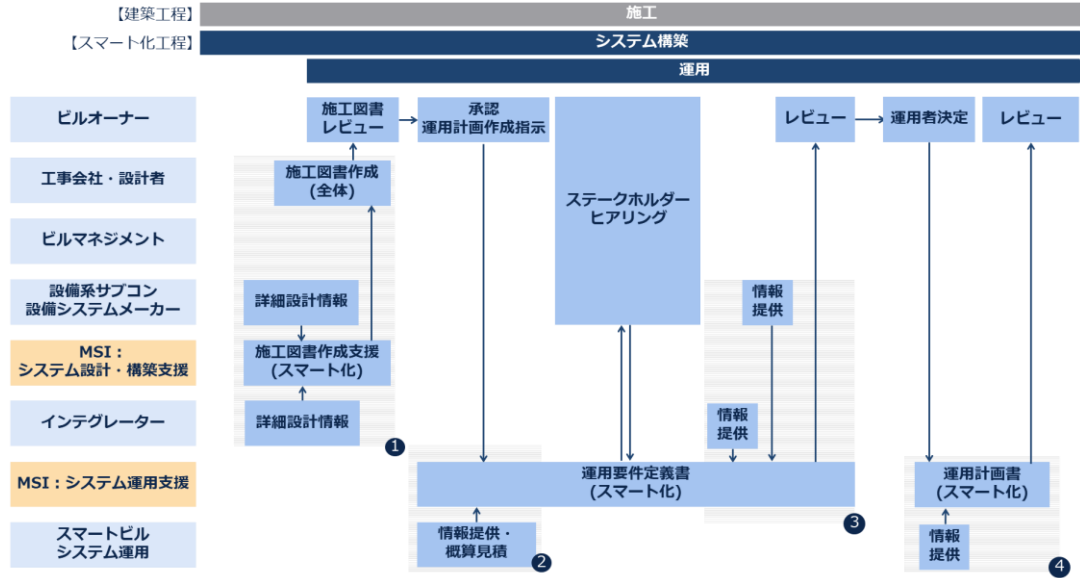 【建築工程】
施工
【スマート化工程】
システム構築
運用
ビルオーナー
施工図書
レビュー
承認
運用計画作成指示
レビュー
運用者決定
レビュー
工事会社・設計者
施工図書作成
(全体)
ステークホルダー
ヒアリング
ビルマネジメント
設備系サブコン
設備システムメーカー
詳細設計情報
情報
提供
MSI：
システム設計・構築支援
施工図書作成支援
(スマート化)
インテグレーター
詳細設計情報
情報
提供
1
MSI：システム運用支援
運用要件定義書
(スマート化)
運用計画書
(スマート化)
スマートビル
システム運用
情報提供・
概算見積
2
3
情報
提供
4